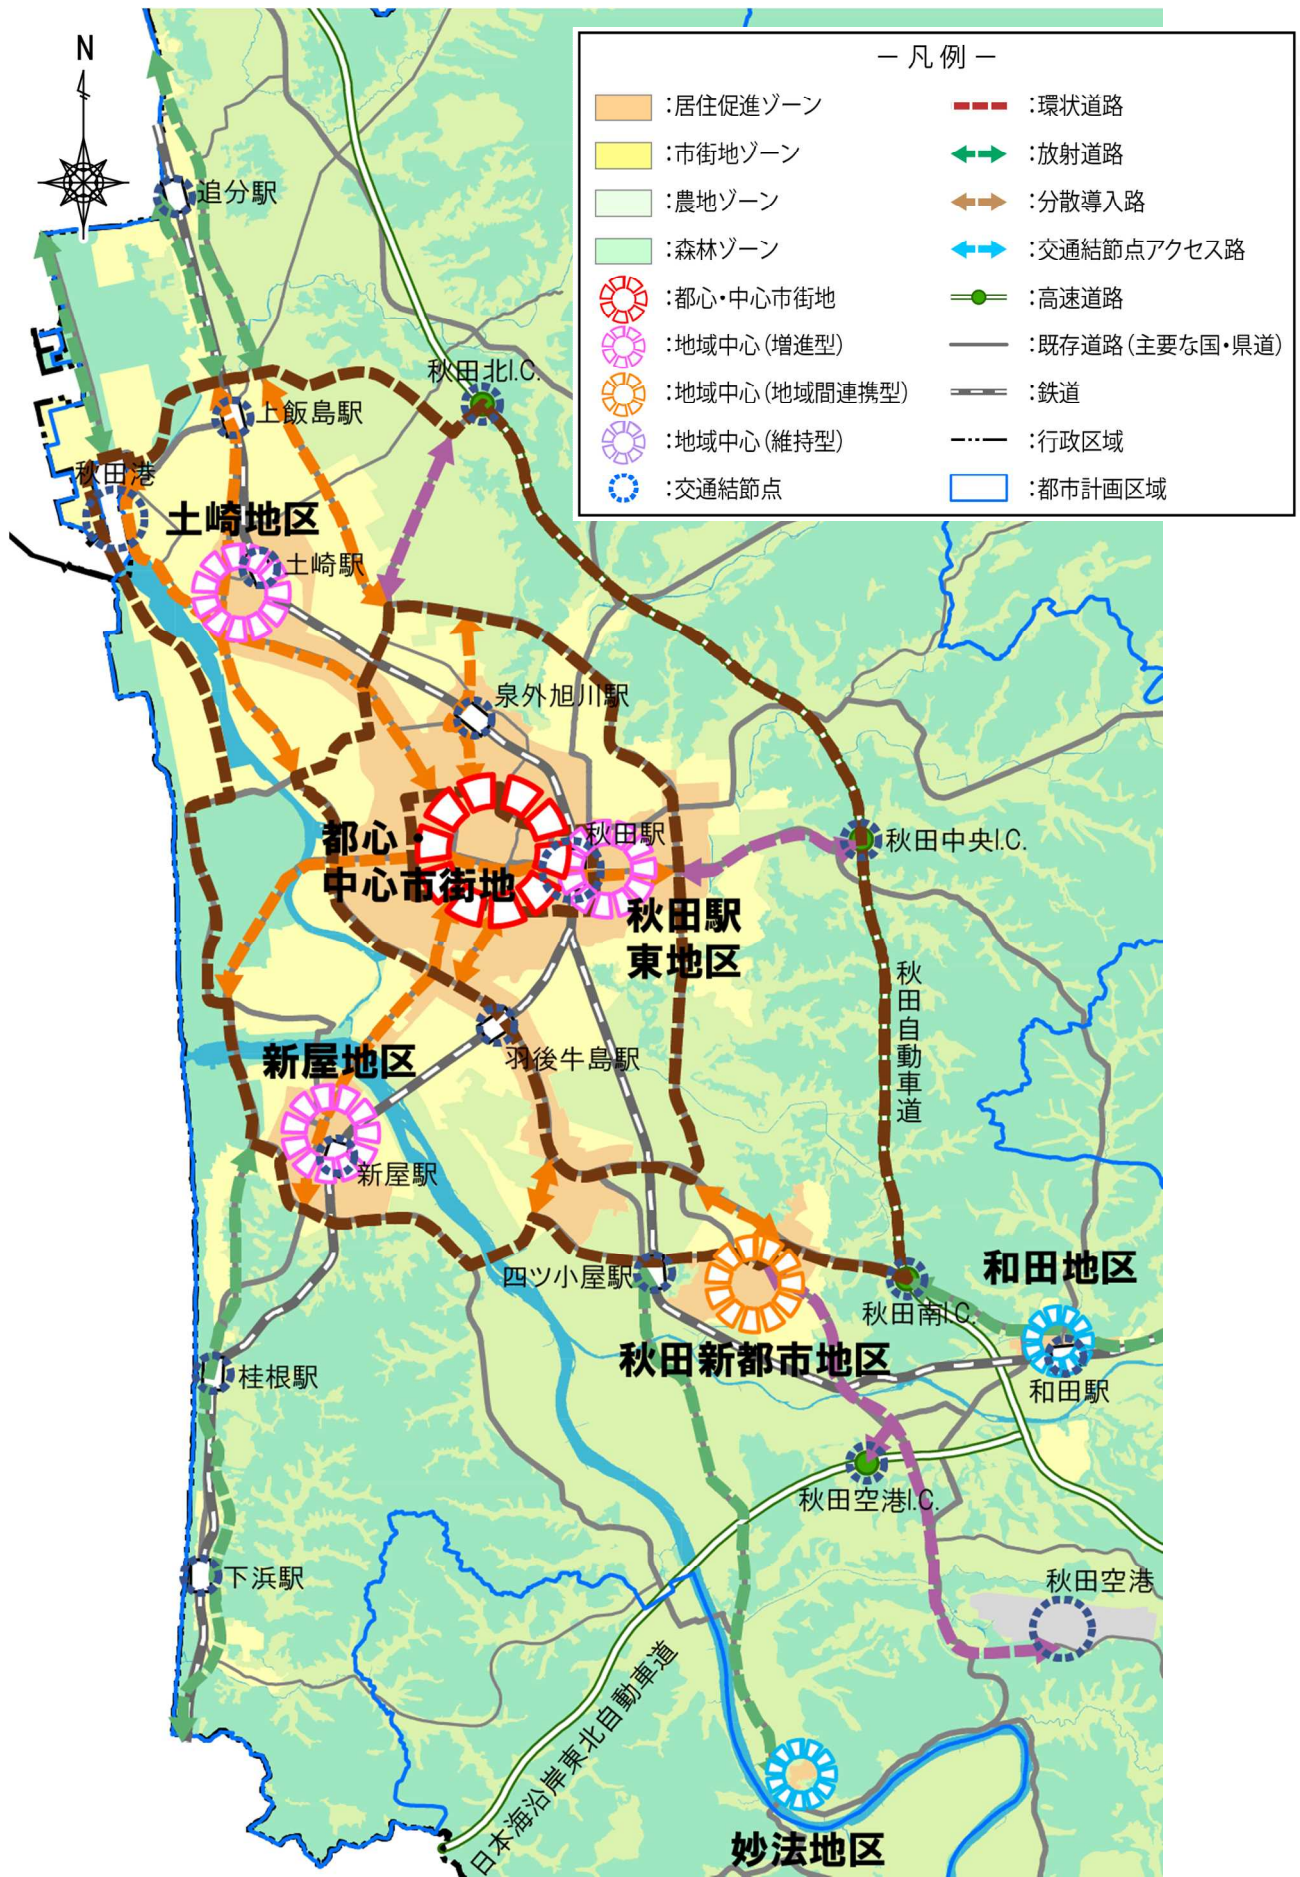 N
－凡例－
：居住促進ゾーン
：市街地ゾーン
：農地ゾーン
：森林ゾーン
：都心・中心市街地
：地域中心（増進型）
：地域中心（地域間連携型）
：地域中心（維持型）
：交通結節点
：環状道路
：放射道路
：分散導入路
：交通結節点アクセス路
：高速道路
：既存道路（主要な国・県道）
：鉄道
：行政区域
：都市計画区域
追分駅
秋田北I.C.
上飯島駅
秋田港
土崎地区
土崎駅
泉外旭川駅
都心・
中心市街地
秋田駅
秋田中央I.C.
秋田駅
東地区
秋田自動車道
新屋地区
羽後牛島駅
新屋駅
四ツ小屋駅
和田地区
秋田南I.C.
秋田新都市地区
桂根駅
和田駅
秋田空港I.C.
下浜駅
秋田空港
日本海沿岸東北自動車道
妙法地区